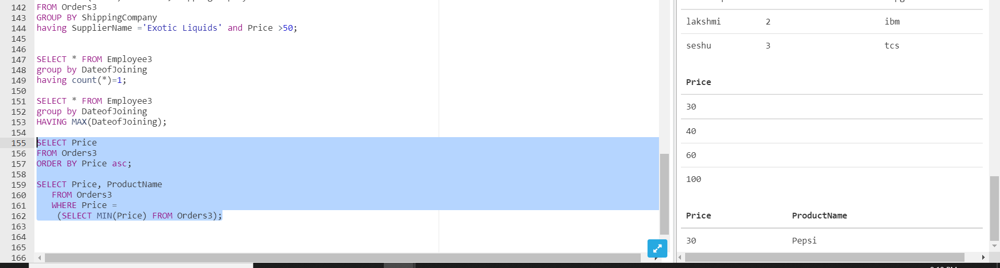 142 FROM Orders3
143 GROUP BY ShippingCompany
144 having SupplierName ='Exotic Liquids' and Price >50;
145
146
147 SELECT * FROM Employee3
148 group by DateofJoining
149 having count(*)=1;
150
151 SELECT * FROM Employee3
152 group by DateofJoining
153 HAVING MAX(DateofJoining);
154
155 SELECT Price
156 FROM Orders3
157 ORDER BY Price asc;
158
159 SELECT Price, ProductName
160 FROM Orders3
161 WHERE Price =
162 (SELECT MIN(Price) FROM Orders3);
163
164
165
166
lakshmi 2 ibm
seshu 3 tcs
Price
30
40
60
100
Price ProductName
30 Pepsi